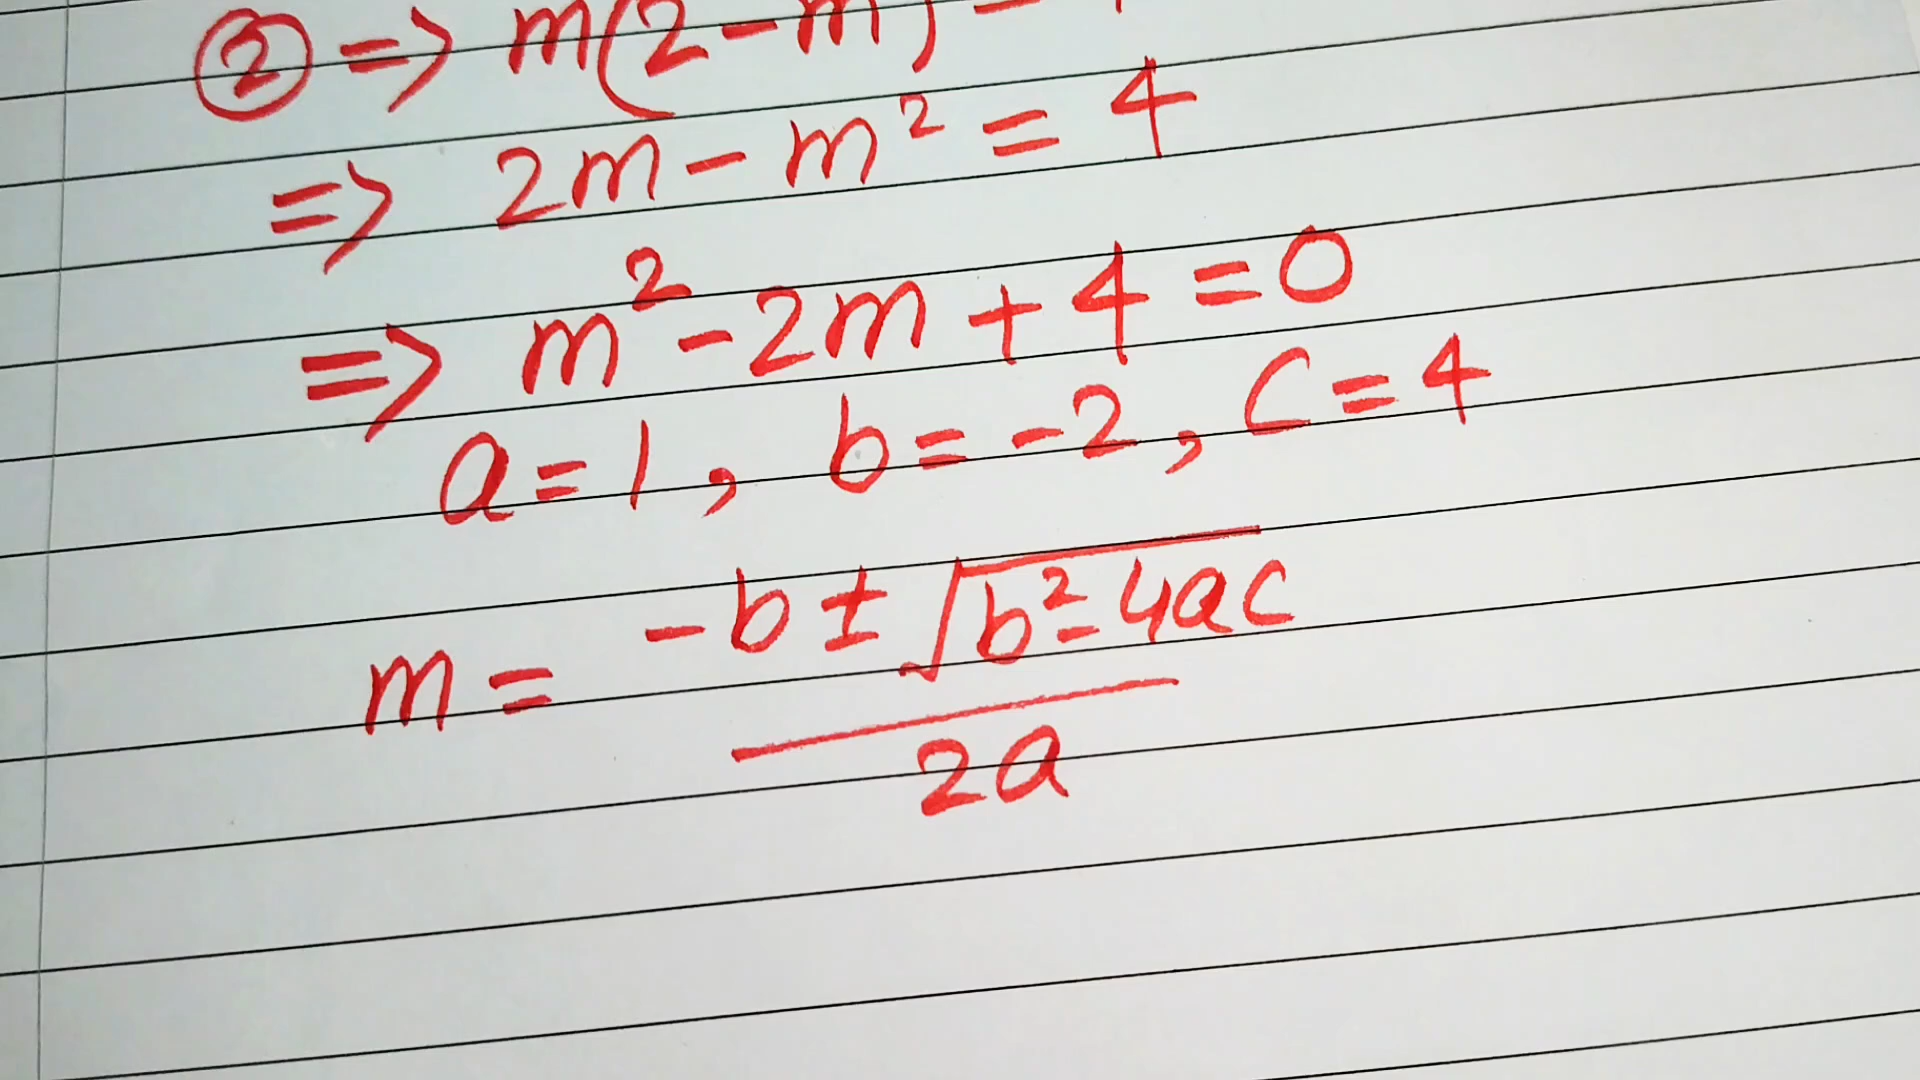 ② => m(2-m) =
=> 2m - m² = 4
=> m² - 2m + 4 = 0
a = 1, b = -2, c = 4
m = -b ± √b² - 4ac
2a